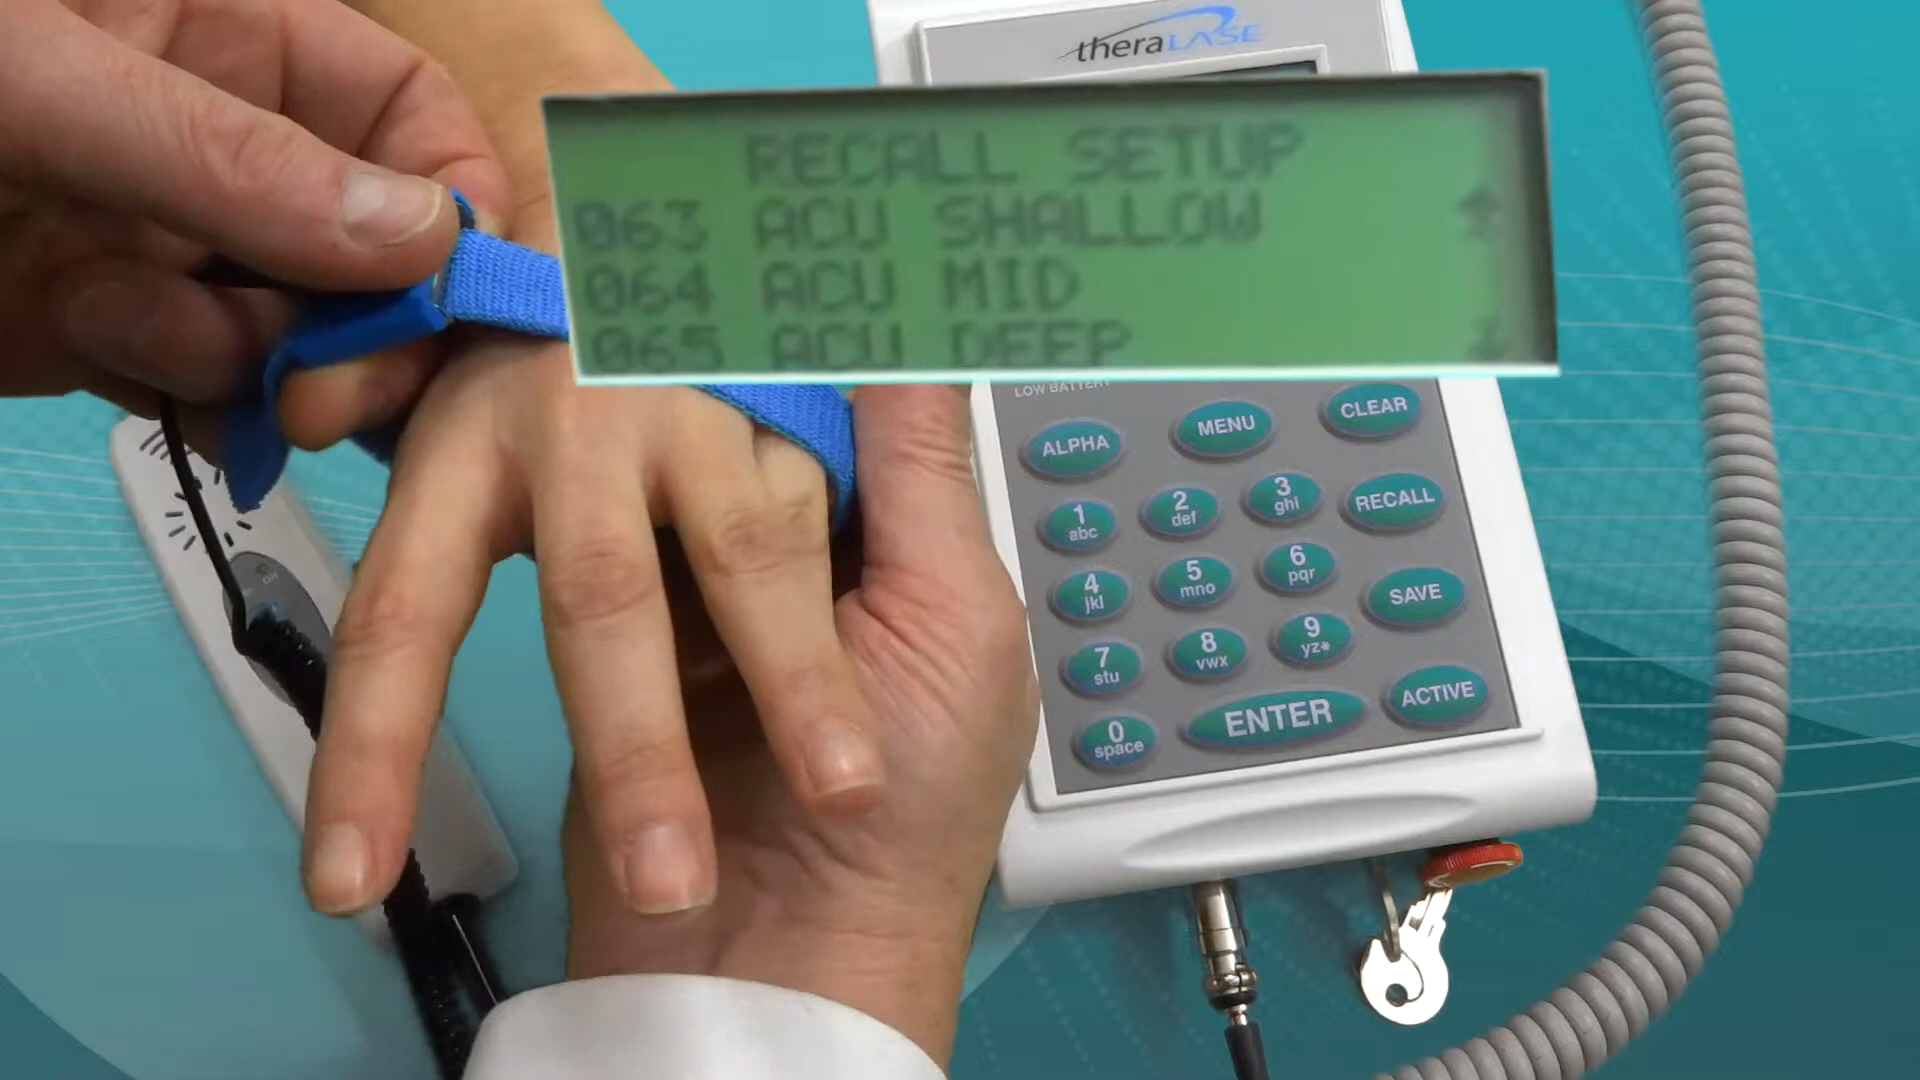 theraLASE
RECALL SETUP
063 ACU SHALLOW
064 ACU MID
065 ACU DEEP
LOW BATTERY
ALPHA
MENU
CLEAR
1
abc
2
def
3
ghi
RECALL
4
jkl
5
mno
6
pqr
SAVE
7
stu
8
vwx
9
yz*
ACTIVE
0
space
ENTER
ON